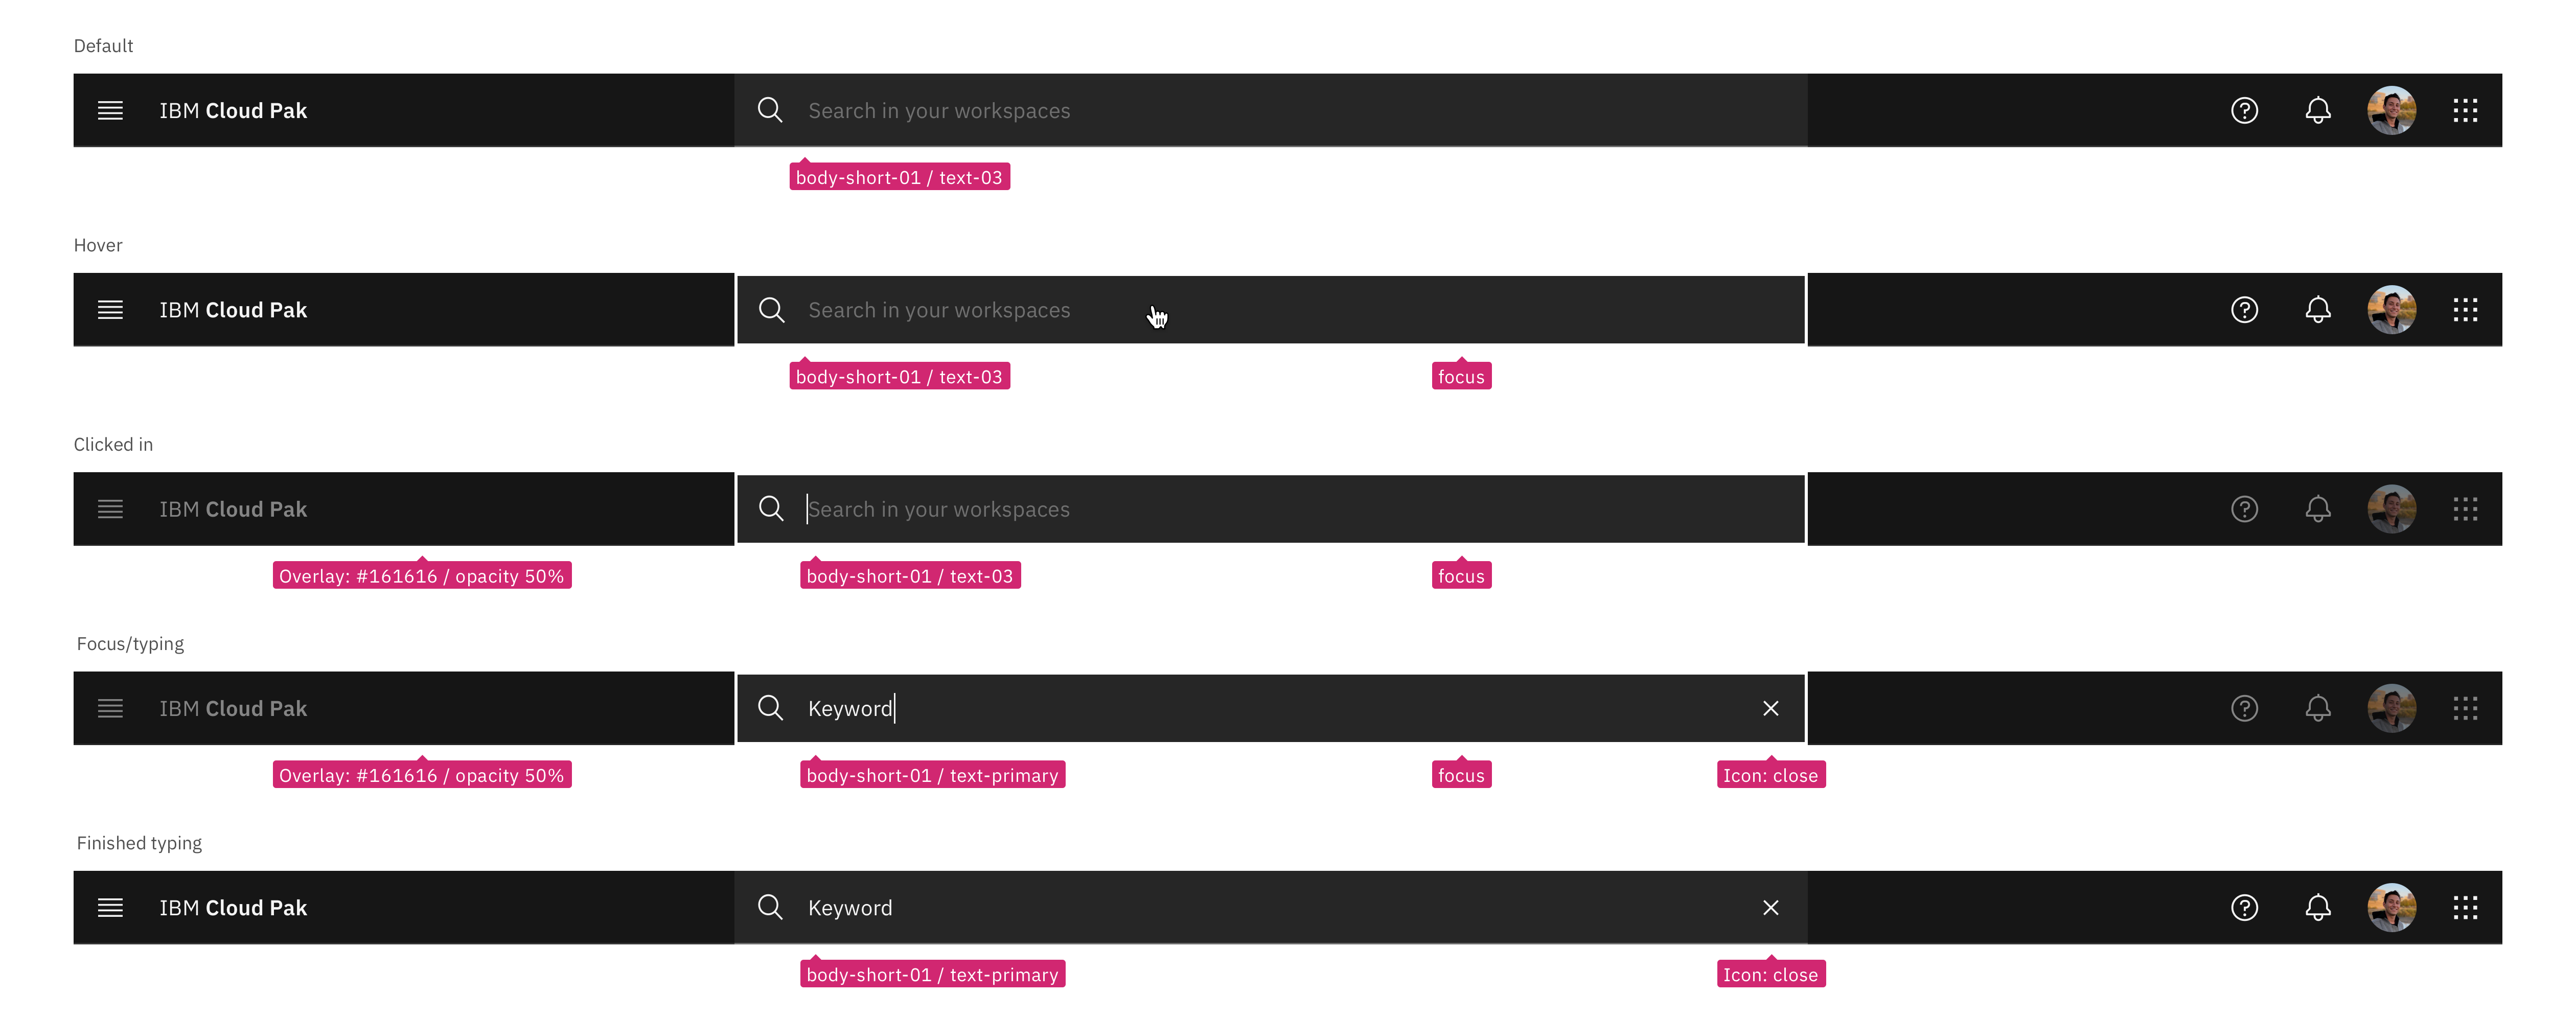 Default
IBM Cloud Pak
Search in your workspaces
body-short-01 / text-03
Hover
IBM Cloud Pak
Search in your workspaces
body-short-01 / text-03
focus
Clicked in
IBM Cloud Pak
Search in your workspaces
Overlay: #161616 / opacity 50%
body-short-01 / text-03
focus
Focus/typing
IBM Cloud Pak
Keyword
Overlay: #161616 / opacity 50%
body-short-01 / text-primary
focus
Icon: close
Finished typing
IBM Cloud Pak
Keyword
body-short-01 / text-primary
Icon: close